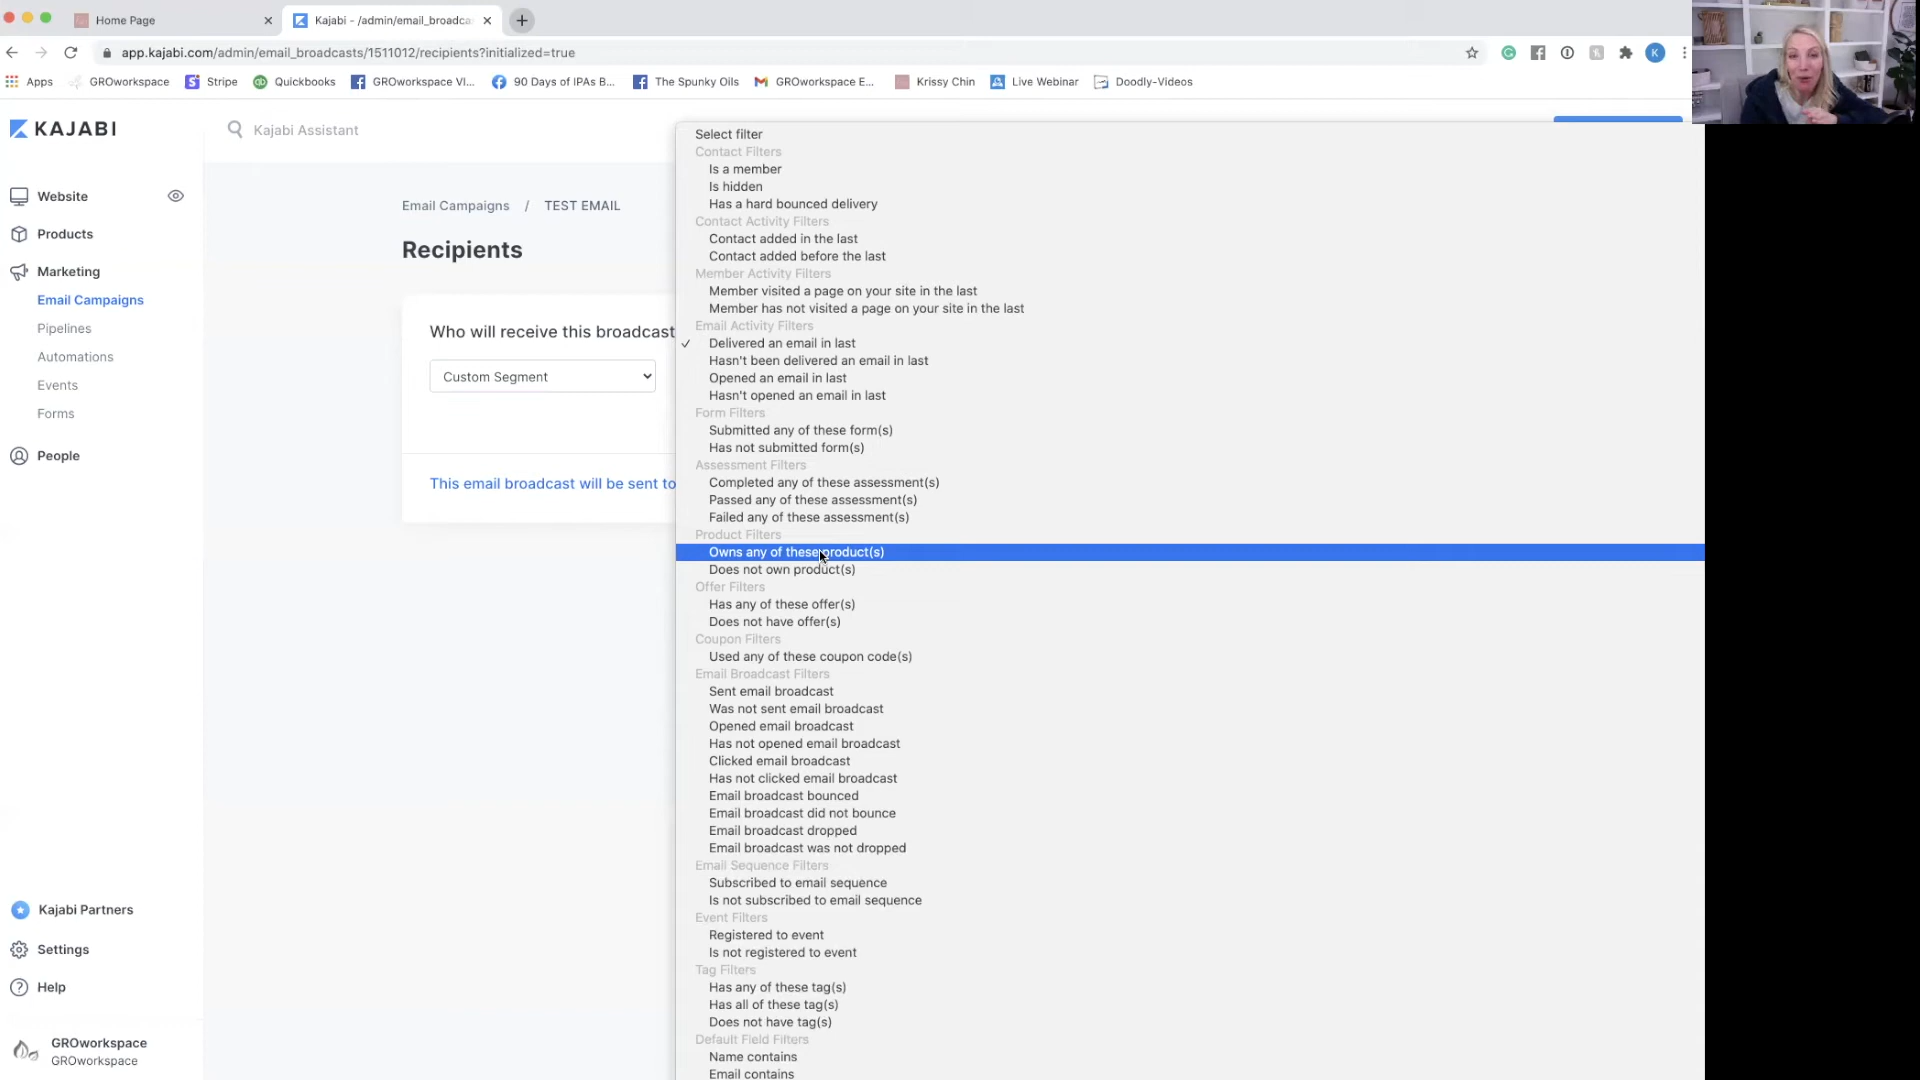 Home Page
Kajabi - /admin/email_broadca
app.kajabi.com/admin/email_broadcasts/1511012/recipients?initialized=true
K
Apps
GROworkspace
Stripe
Quickbooks
GROworkspace VI...
90 Days of IPAs B...
The Spunky Oils
GROworkspace E...
Krissy Chin
Live Webinar
Doodly-Videos
KAJABI
Kajabi Assistant
Website
Products
Marketing
Email Campaigns
Pipelines
Automations
Events
Forms
People
Kajabi Partners
Settings
Help
GROworkspace
GROworkspace
Email Campaigns / TEST EMAIL
Recipients
Who will receive this broadcast
Custom Segment
This email broadcast will be sent to
Select filter
Contact Filters
Is a member
Is hidden
Has a hard bounced delivery
Contact Activity Filters
Contact added in the last
Contact added before the last
Member Activity Filters
Member visited a page on your site in the last
Member has not visited a page on your site in the last
Email Activity Filters
✓ Delivered an email in last
Hasn't been delivered an email in last
Opened an email in last
Hasn't opened an email in last
Form Filters
Submitted any of these form(s)
Has not submitted form(s)
Assessment Filters
Completed any of these assessment(s)
Passed any of these assessment(s)
Failed any of these assessment(s)
Product Filters
Owns any of these product(s)
Does not own product(s)
Offer Filters
Has any of these offer(s)
Does not have offer(s)
Coupon Filters
Used any of these coupon code(s)
Email Broadcast Filters
Sent email broadcast
Was not sent email broadcast
Opened email broadcast
Has not opened email broadcast
Clicked email broadcast
Has not clicked email broadcast
Email broadcast bounced
Email broadcast did not bounce
Email broadcast dropped
Email broadcast was not dropped
Email Sequence Filters
Subscribed to email sequence
Is not subscribed to email sequence
Event Filters
Registered to event
Is not registered to event
Tag Filters
Has any of these tag(s)
Has all of these tag(s)
Does not have tag(s)
Default Field Filters
Name contains
Email contains